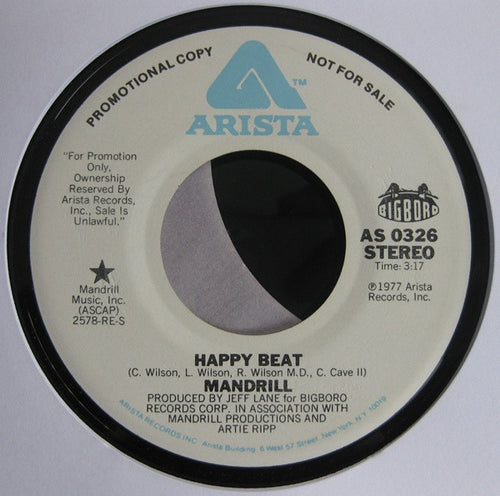 PROMOTIONAL COPY
NOT FOR SALE
TM
ARISTA
"For Promotion
Only,
Ownership
Reserved By
Arista Records,
Inc., Sale Is
Unlawful."
BIGBORO
AS 0326
STEREO
Time: 3:17
℗1977 Arista
Records, Inc.
Mandrill
Music, Inc.
(ASCAP)
2578-RE-S
HAPPY BEAT
(C. Wilson, L. Wilson, R. Wilson M.D., C. Cave II)
MANDRILL
PRODUCED BY JEFF LANE for BIGBORO
RECORDS CORP. IN ASSOCIATION WITH
MANDRILL PRODUCTIONS AND
ARTIE RIPP
ARISTA RECORDS INC. Arista Building 6 West 57 Street, New York, N.Y. 10019